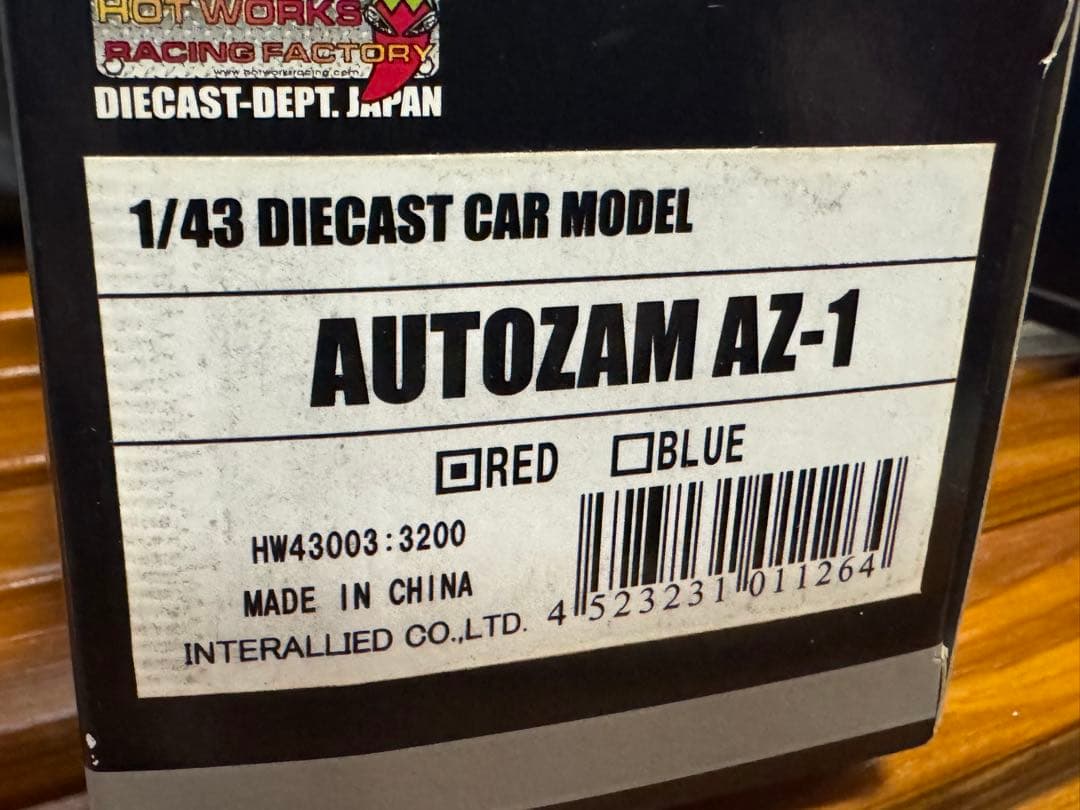 HOT WORKS
RACING FACTORY
DIECAST-DEPT. JAPAN
1/43 DIECAST CAR MODEL
AUTOZAM AZ-1
RED BLUE
HW43003:3200
MADE IN CHINA
INTERALLIED CO.,LTD.
4 523231 011264